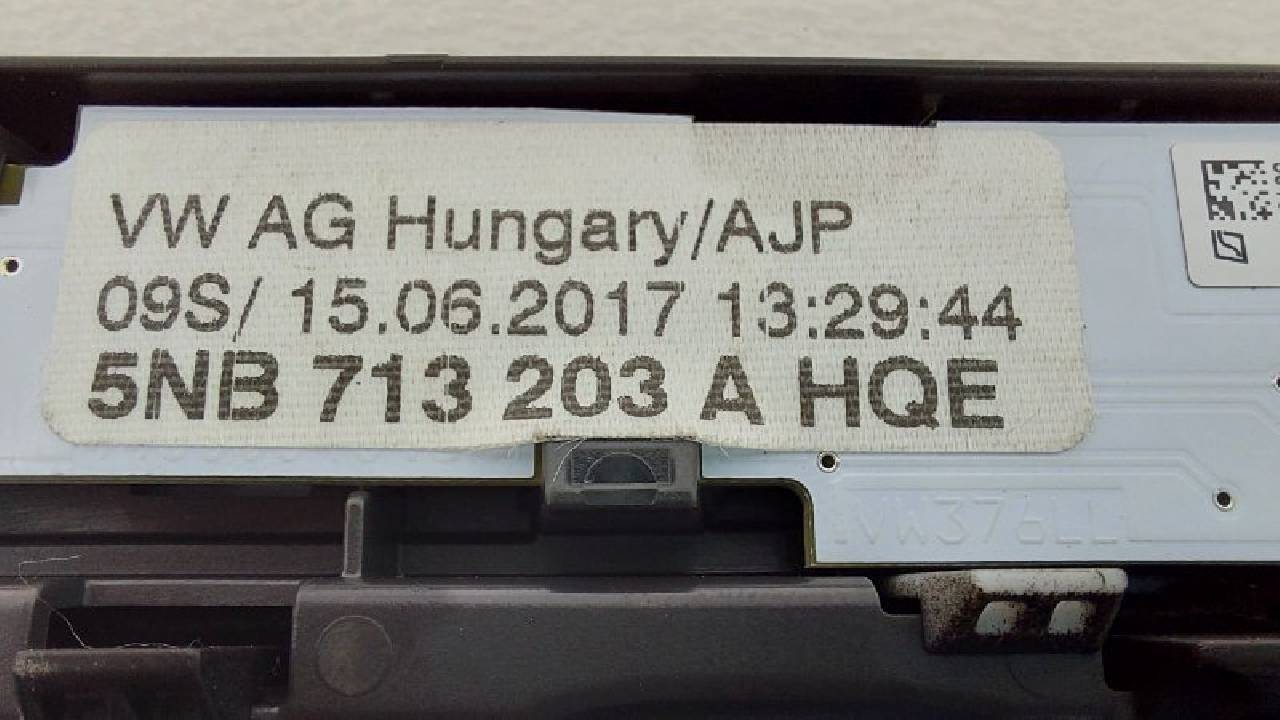 VW AG Hungary/AJP
09S/ 15.06.2017 13:29:44
5NB 713 203 A HQE